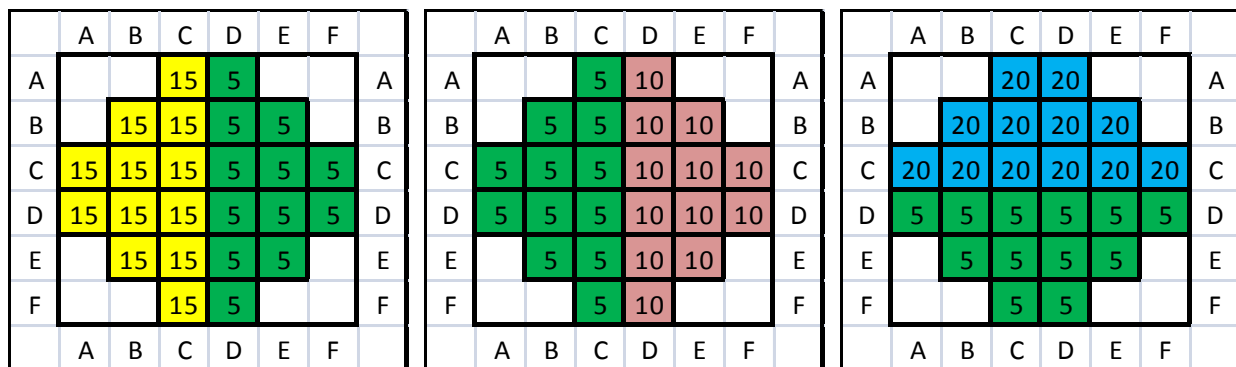 A B C D E F A B C D E F A B C D E F
A 15 5 A A 5 10 A A 20 20 A
B 15 15 5 5 B B 5 5 10 10 B B 20 20 20 20 B
C 15 15 15 5 5 5 C C 5 5 5 10 10 10 C C 20 20 20 20 20 20 C
D 15 15 15 5 5 5 D D 5 5 5 10 10 10 D D 5 5 5 5 5 5 D
E 15 15 5 5 E E 5 5 10 10 E E 5 5 5 5 E
F 15 5 F F 5 10 F F 5 5 F
A B C D E F A B C D E F A B C D E F